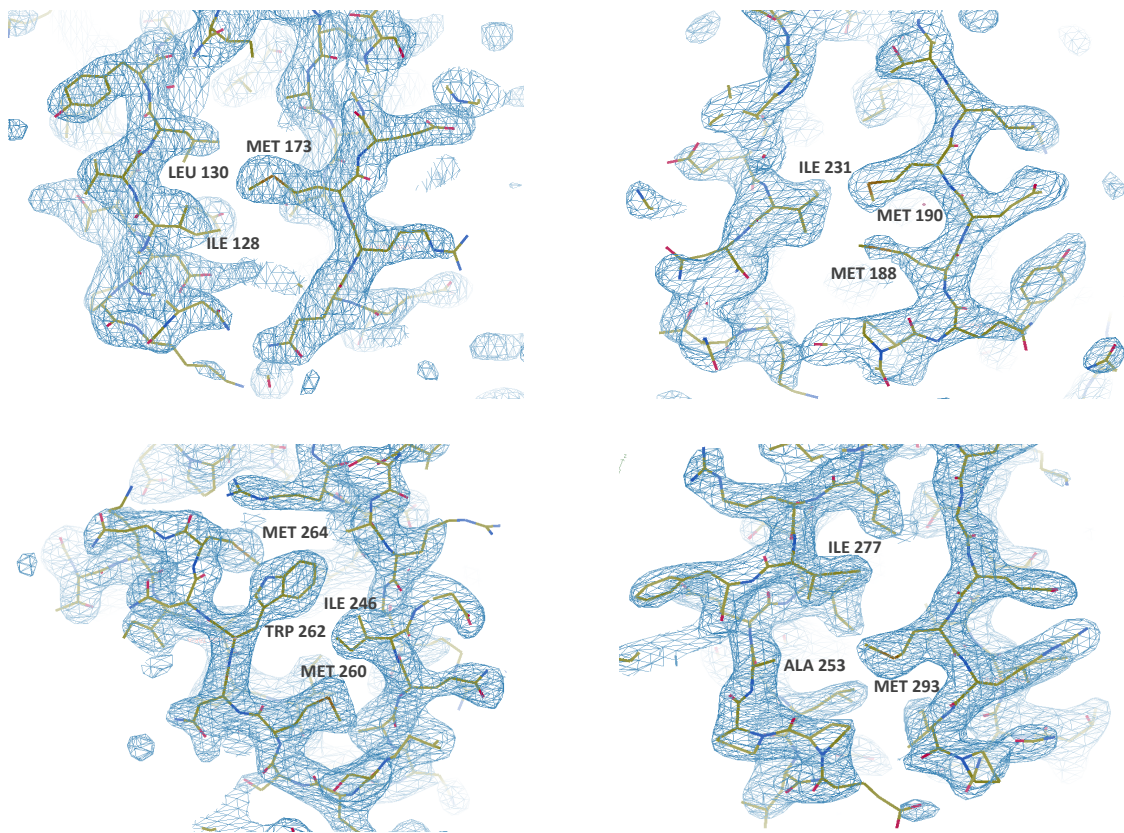 MET 173
LEU 130
ILE 128
ILE 231
MET 190
MET 188
MET 264
ILE 246
TRP 262
MET 260
ILE 277
ALA 253
MET 293